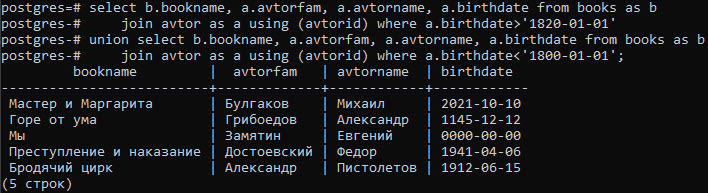 postgres=# select b.bookname, a.avtorfam, a.avtorname, a.birthdate from books as b
postgres-#     join avtor as a using (avtorid) where a.birthdate>'1820-01-01'
postgres-# union select b.bookname, a.avtorfam, a.avtorname, a.birthdate from books as b
postgres-#     join avtor as a using (avtorid) where a.birthdate<'1800-01-01';
bookname | avtorfam | avtorname | birthdate
-------------------------+-------------+------------+------------
Мастер и Маргарита | Булгаков | Михаил | 2021-10-10
Горе от ума | Грибоедов | Александр | 1145-12-12
Мы | Замятин | Евгений | 0000-00-00
Преступление и наказание | Достоевский | Федор | 1941-04-06
Бродячий цирк | Александр | Пистолетов | 1912-06-15
(5 строк)